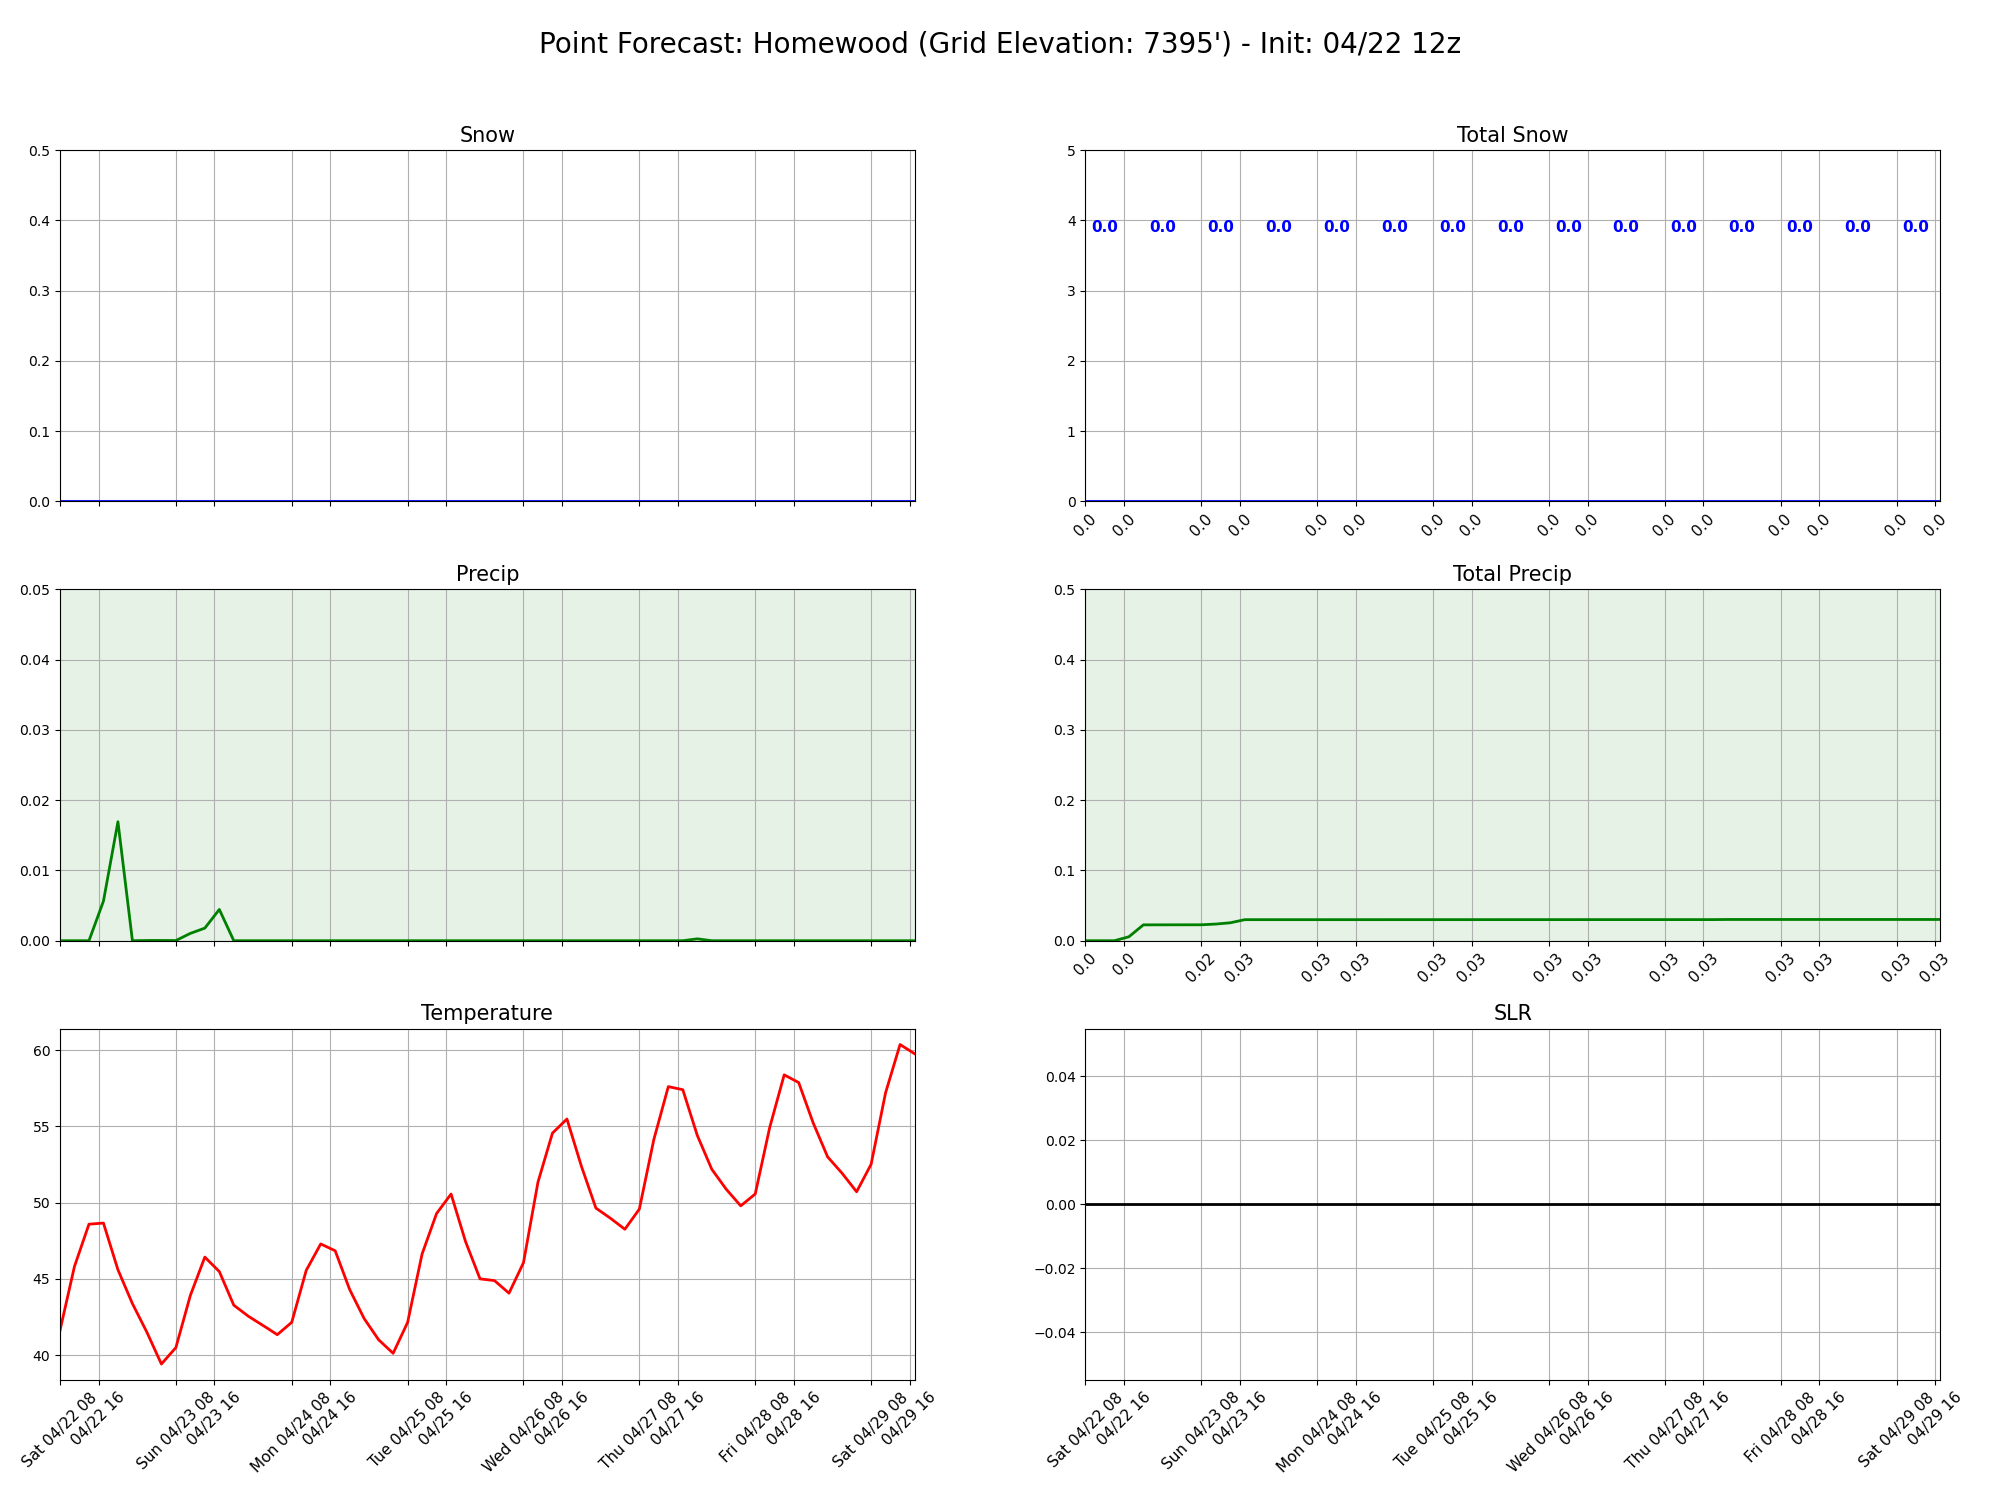 Point Forecast: Homewood (Grid Elevation: 7395') - Init: 04/22 12z
Snow
0.5
0.4
0.3
0.2
0.1
0.0
Total Snow
5
4
3
2
1
0
0.0 0.0 0.0 0.0 0.0 0.0 0.0 0.0 0.0 0.0 0.0 0.0 0.0 0.0 0.0
0.0 0.0 0.0 0.0 0.0 0.0 0.0 0.0 0.0 0.0 0.0 0.0 0.0 0.0 0.0 0.0
Precip
0.05
0.04
0.03
0.02
0.01
0.00
Total Precip
0.5
0.4
0.3
0.2
0.1
0.0
0.0 0.0 0.02 0.03 0.03 0.03 0.03 0.03 0.03 0.03 0.03 0.03 0.03 0.03 0.03 0.03
Temperature
60
55
50
45
40
Sat 04/22 08
04/22 16
Sun 04/23 08
04/23 16
Mon 04/24 08
04/24 16
Tue 04/25 08
04/25 16
Wed 04/26 08
04/26 16
Thu 04/27 08
04/27 16
Fri 04/28 08
04/28 16
Sat 04/29 08
04/29 16
SLR
0.04
0.02
0.00
−0.02
−0.04
Sat 04/22 08
04/22 16
Sun 04/23 08
04/23 16
Mon 04/24 08
04/24 16
Tue 04/25 08
04/25 16
Wed 04/26 08
04/26 16
Thu 04/27 08
04/27 16
Fri 04/28 08
04/28 16
Sat 04/29 08
04/29 16